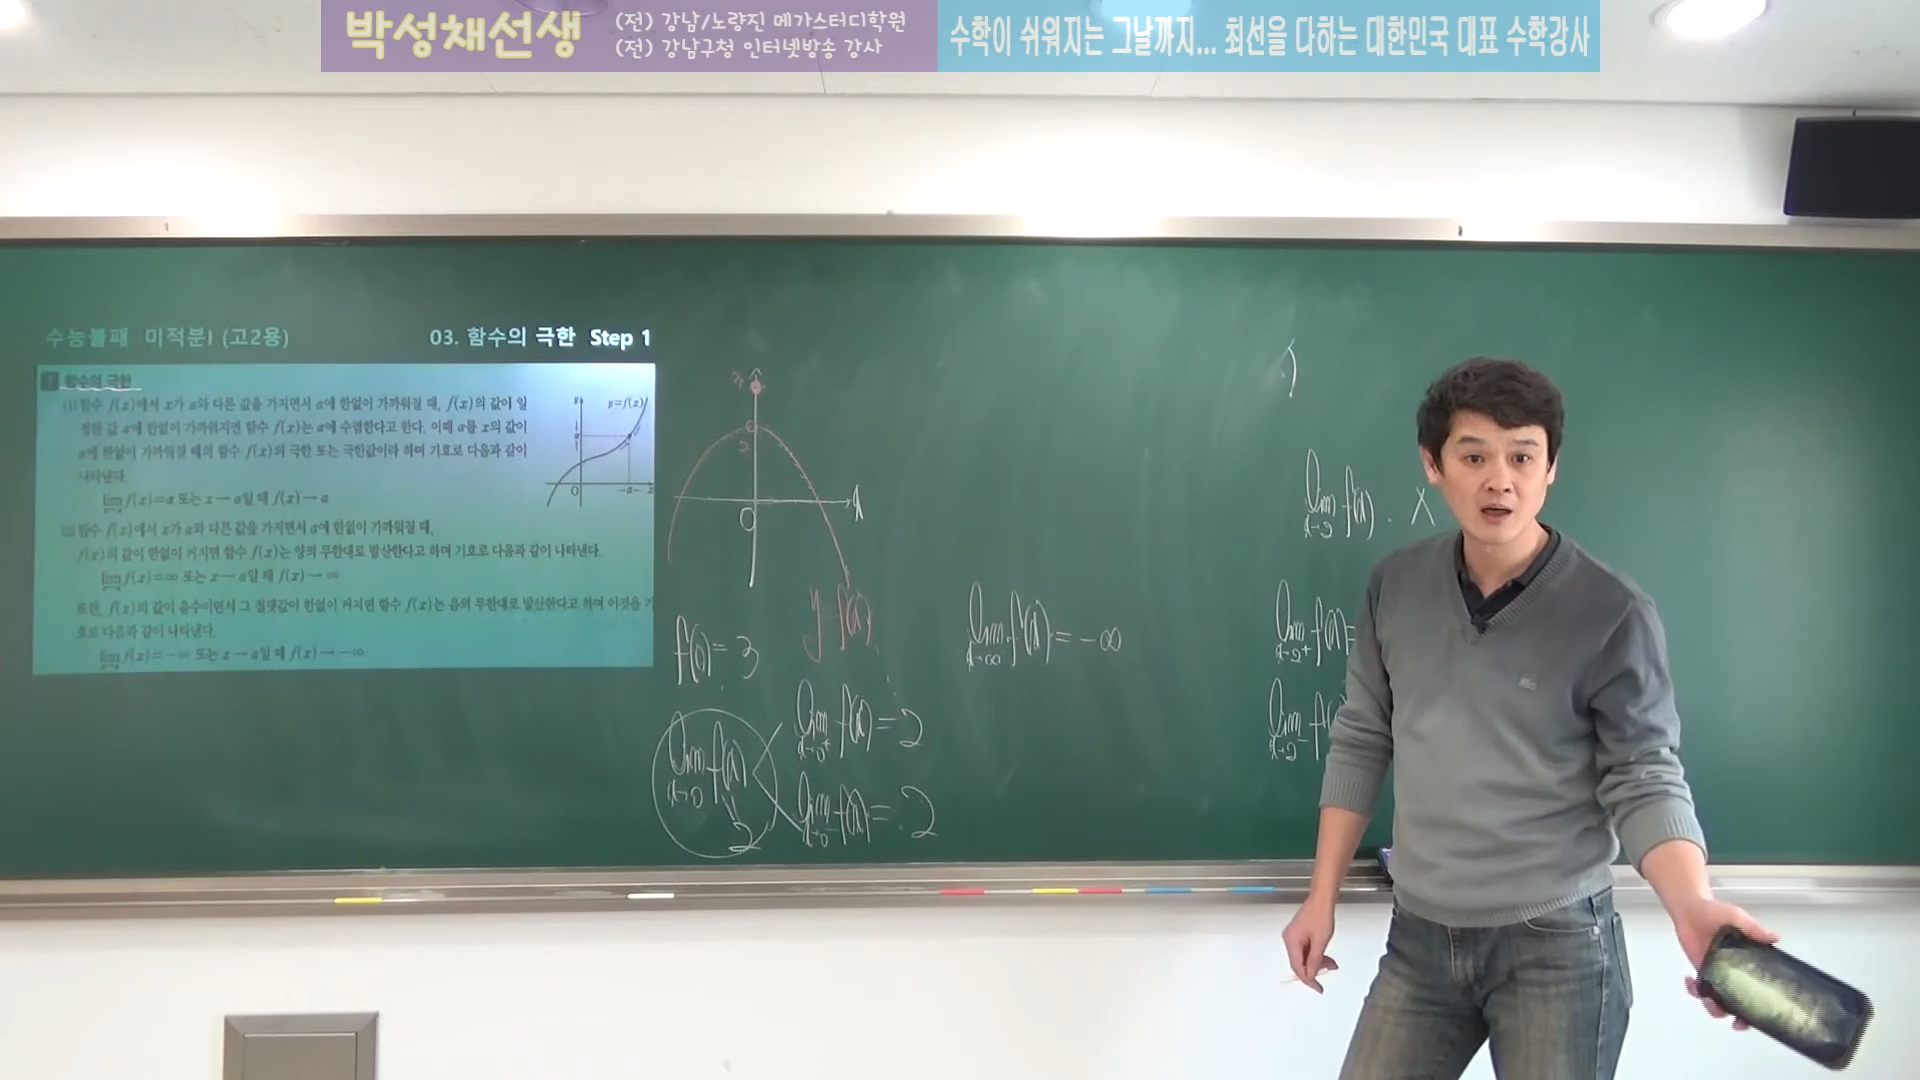 박성채선생
(전) 강남/노량진 메가스터디학원
(전) 강남구청 인터넷방송 강사
수학이 쉬워지는 그날까지... 최선을 다하는 대한민국 대표 수학강사
수능불패 미적분Ⅰ (고2용)
03. 함수의 극한 Step 1
1 함수의 극한
(1) 함수 f(x)에서 x가 a와 다른 값을 가지면서 a에 한없이 가까워질 때, f(x)의 값이 일
정한 값 α에 한없이 가까워지면 함수 f(x)는 α에 수렴한다고 한다. 이때 α를 x의 값이
a에 한없이 가까워질 때의 함수 f(x)의 극한 또는 극한값이라 하며 기호로 다음과 같이
나타낸다.
lim f(x)=α 또는 x→a일 때 f(x)→α
y
y=f(x)
α
O
a
x
(2) 함수 f(x)에서 x가 a와 다른 값을 가지면서 a에 한없이 가까워질 때,
f(x)의 값이 한없이 커지면 함수 f(x)는 양의 무한대로 발산한다고 하며 기호로 다음과 같이 나타낸다.
lim f(x)=∞ 또는 x→a일 때 f(x)→∞
또한, f(x)의 값이 음수이면서 그 절댓값이 한없이 커지면 함수 f(x)는 음의 무한대로 발산한다고 하며 이것을 기
호로 다음과 같이 나타낸다.
lim f(x)=-∞ 또는 x→a일 때 f(x)→-∞
3
2
O
x
y=f(x)
f(0)=3
lim x→0 f(x)
"
2
lim x→0+ f(x)=2
lim x→0- f(x)=2
lim x→∞ f(x)=-∞
)
lim x→2 f(x). X
lim x→2+ f(x)=
lim x→2- f(x)